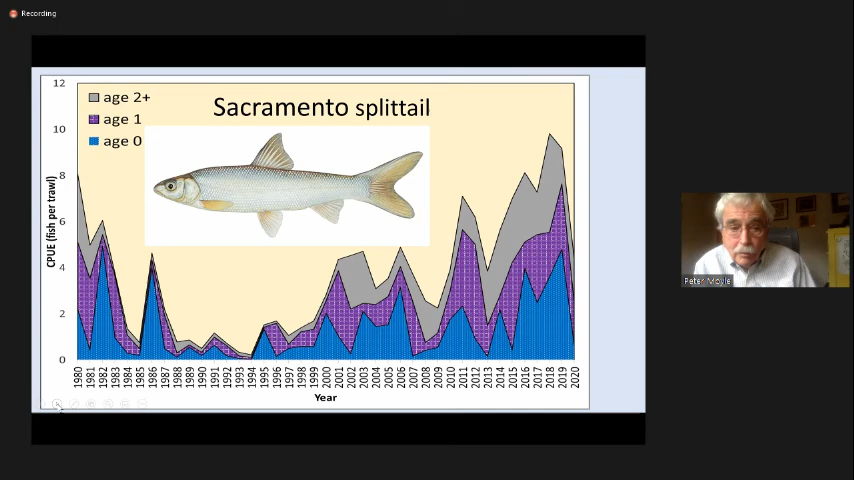 Recording
12
10
8
6
4
2
0
CPUE (fish per trawl)
age 2+
age 1
age 0
Sacramento splittail
1980 1981 1982 1983 1984 1985 1986 1987 1988 1989 1990 1991 1992 1993 1994 1995 1996 1997 1998 1999 2000 2001 2002 2003 2004 2005 2006 2007 2008 2009 2010 2011 2012 2013 2014 2015 2016 2017 2018 2019 2020
Year
Peter Moyle